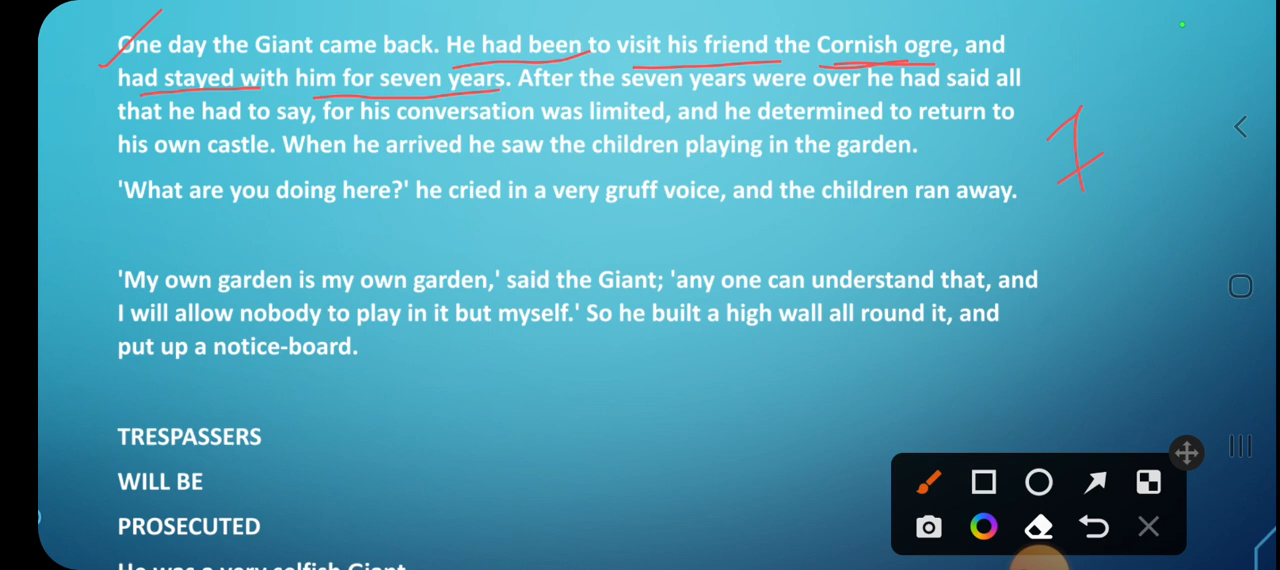 One day the Giant came back. He had been to visit his friend the Cornish ogre, and
had stayed with him for seven years. After the seven years were over he had said all
that he had to say, for his conversation was limited, and he determined to return to
his own castle. When he arrived he saw the children playing in the garden.
'What are you doing here?' he cried in a very gruff voice, and the children ran away.
'My own garden is my own garden,' said the Giant; 'any one can understand that, and
I will allow nobody to play in it but myself.' So he built a high wall all round it, and
put up a notice-board.
TRESPASSERS
WILL BE
PROSECUTED
He was a very selfish Giant.